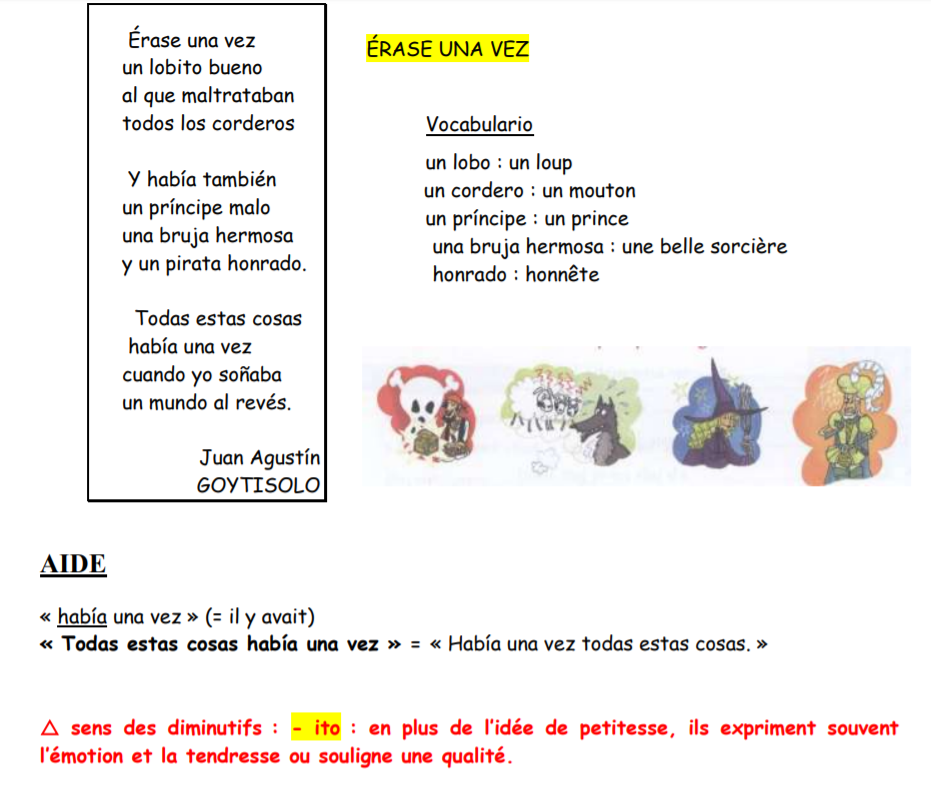 Érase una vez
un lobito bueno
al que maltrataban
todos los corderos
Y había también
un príncipe malo
una bruja hermosa
y un pirata honrado.
Todas estas cosas
había una vez
cuando yo soñaba
un mundo al revés.
Juan Agustín
GOYTISOLO
ÉRASE UNA VEZ
Vocabulario
un lobo : un loup
un cordero : un mouton
un príncipe : un prince
una bruja hermosa : une belle sorcière
honrado : honnête
AIDE
« había una vez » (= il y avait)
« Todas estas cosas había una vez » = « Había una vez todas estas cosas. »
△ sens des diminutifs : - ito : en plus de l'idée de petitesse, ils expriment souvent
l'émotion et la tendresse ou souligne une qualité.